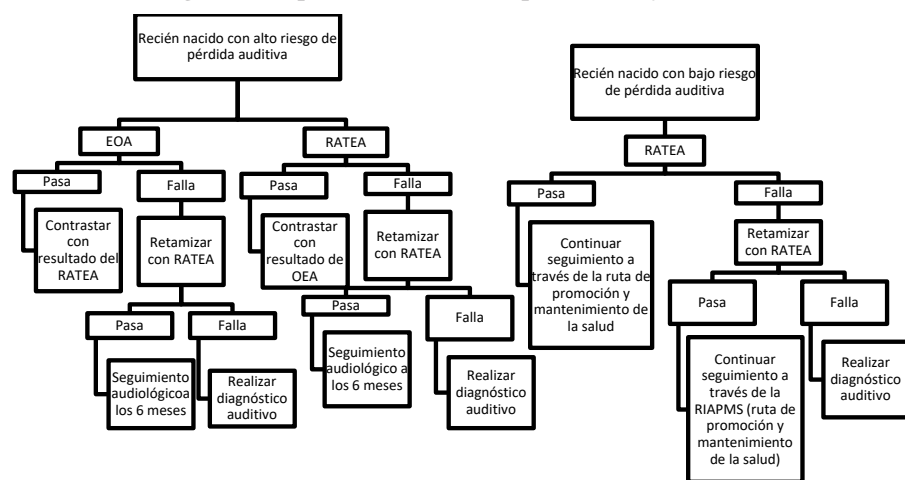 Recién nacido con alto riesgo de
pérdida auditiva
EOA
Pasa
Contrastar
con
resultado del
RATEA
Falla
Retamizar
con RATEA
Pasa
Seguimiento
audiológicoa
los 6 meses
Falla
Realizar
diagnóstico
auditivo
RATEA
Pasa
Contrastar
con
resultado de
OEA
Falla
Retamizar
con RATEA
Pasa
Seguimiento
audiológico a
los 6 meses
Falla
Realizar
diagnóstico
auditivo
Recién nacido con bajo riesgo
de pérdida auditiva
RATEA
Pasa
Continuar
seguimiento a
través de la ruta de
promoción y
mantenimiento de
la salud
Falla
Retamizar con
RATEA
Pasa
Continuar
seguimiento a
través de la
RIAPMS (ruta de
promoción y
mantenimiento
de la salud)
Falla
Realizar
diagnóstico
auditivo